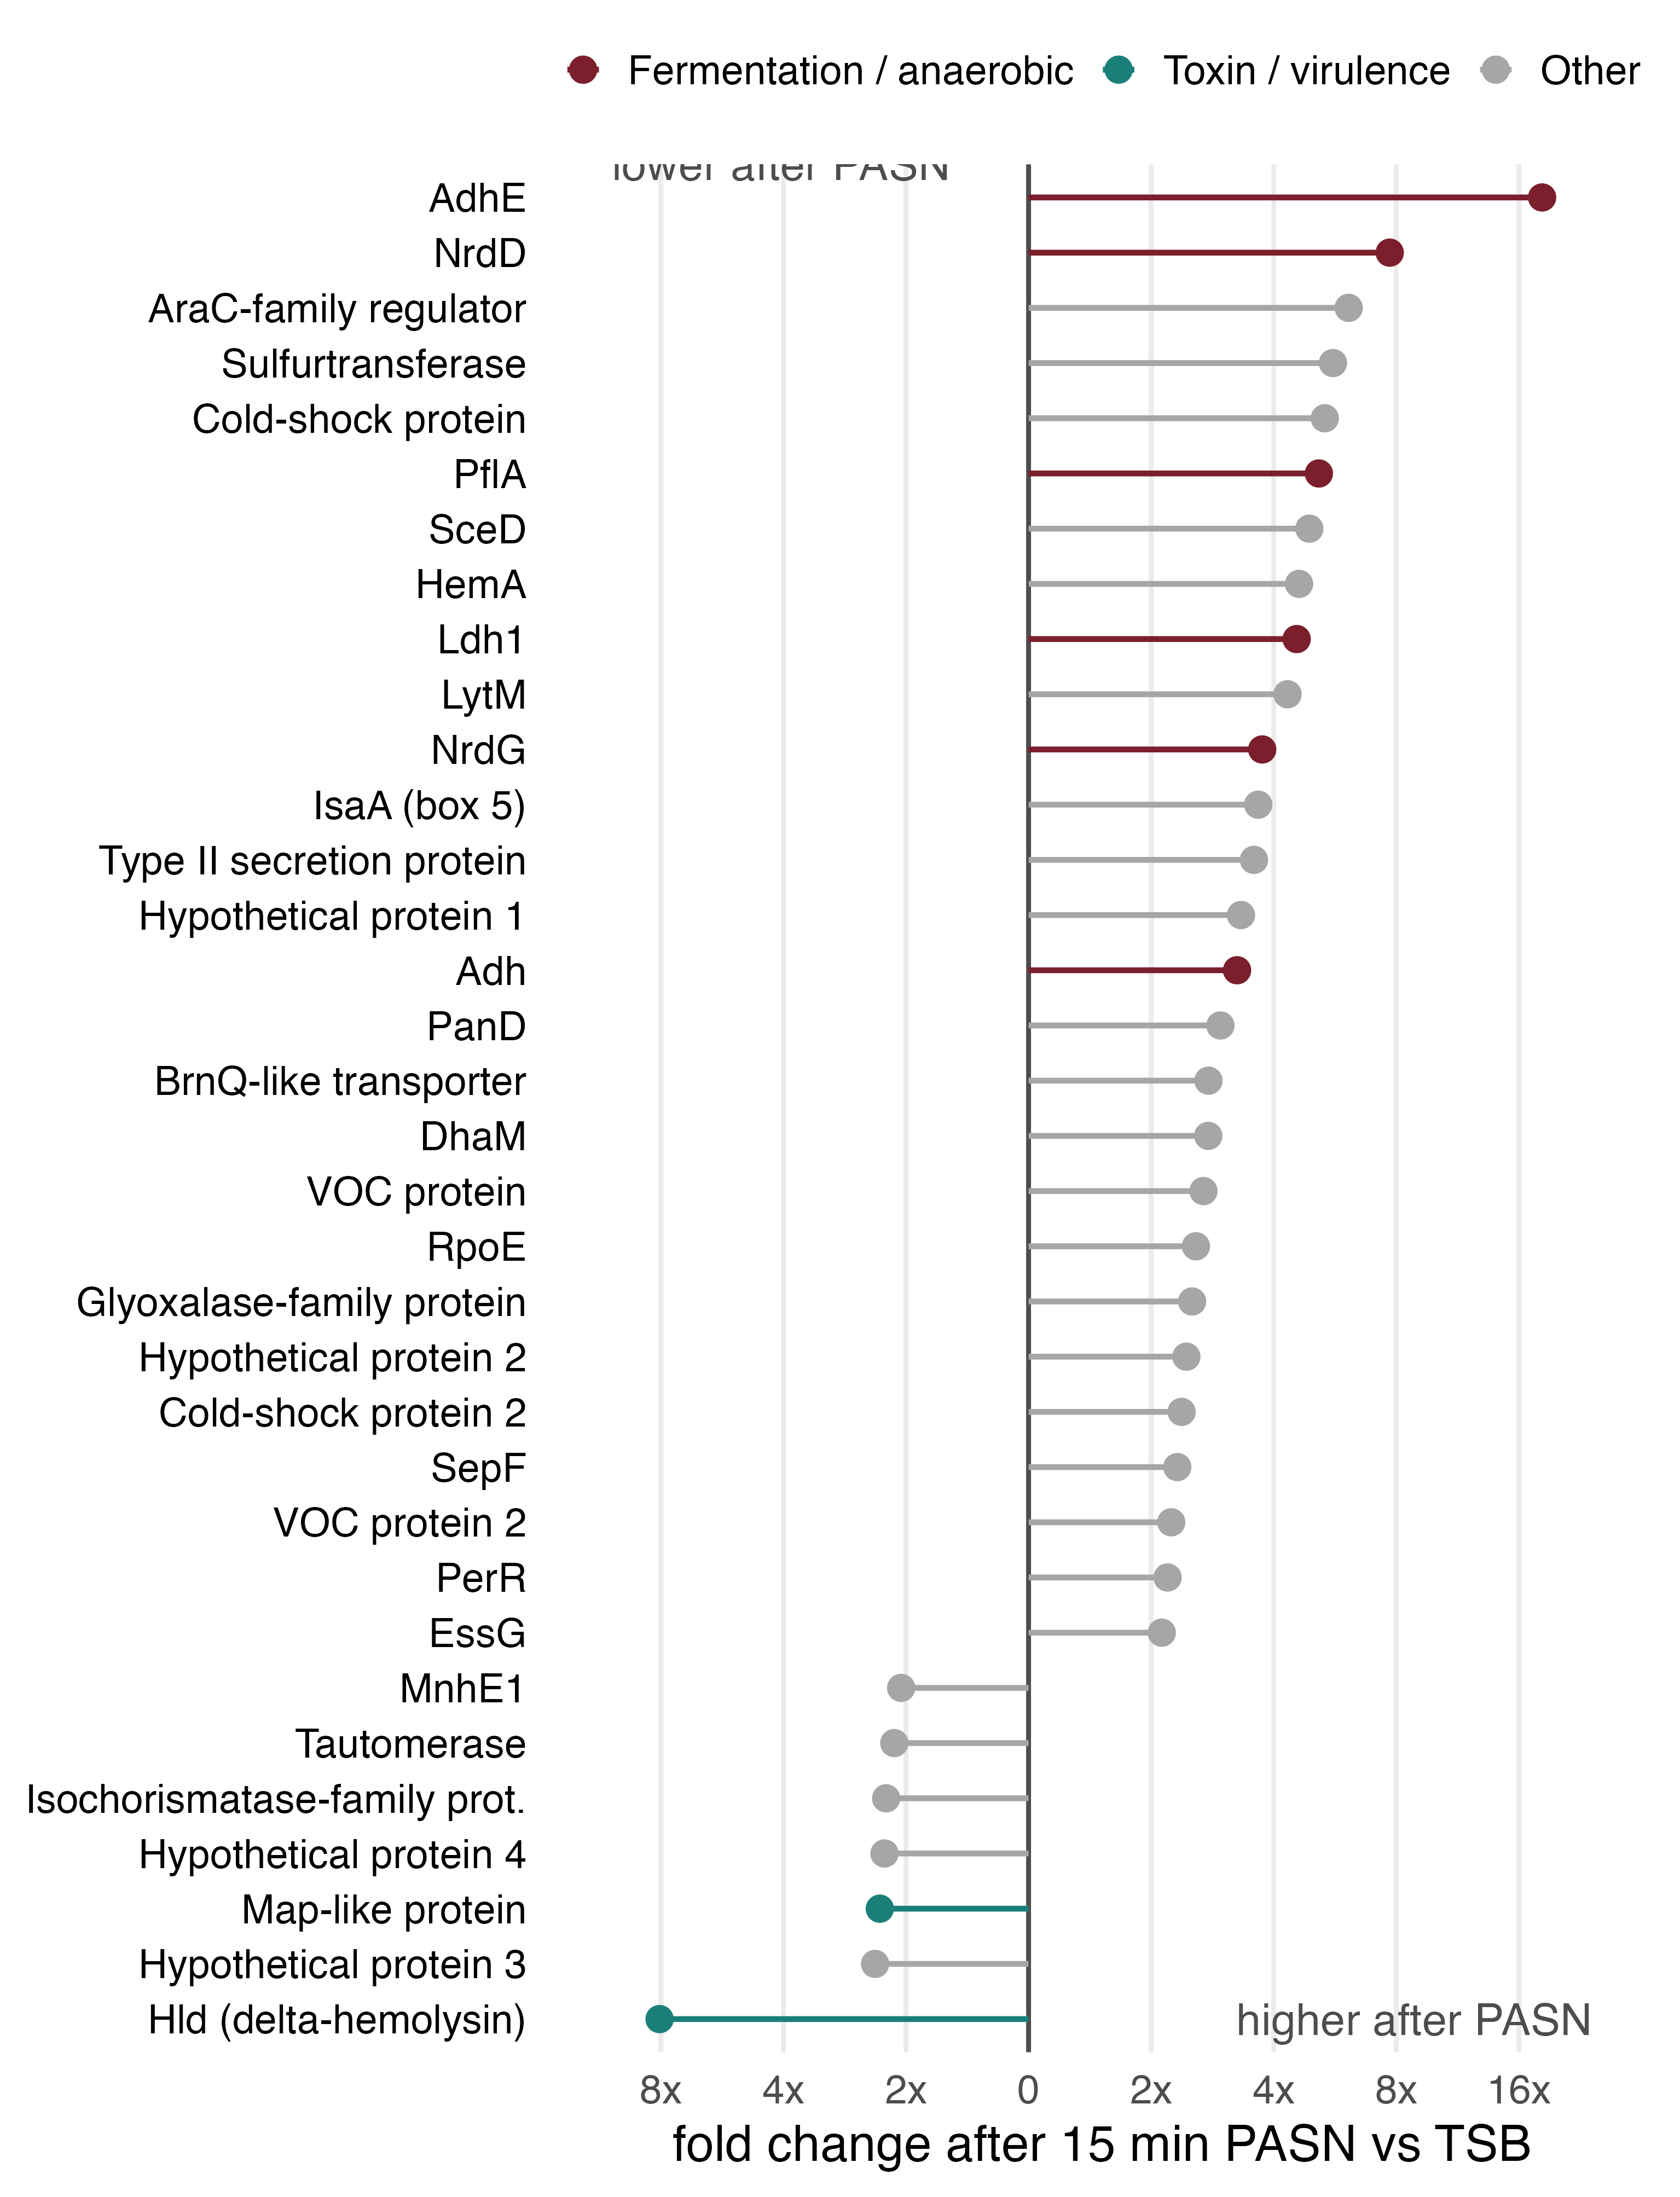 Fermentation / anaerobic Toxin / virulence Other
lower after PASN
AdhE
NrdD
AraC-family regulator
Sulfurtransferase
Cold-shock protein
PflA
SceD
HemA
Ldh1
LytM
NrdG
IsaA (box 5)
Type II secretion protein
Hypothetical protein 1
Adh
PanD
BrnQ-like transporter
DhaM
VOC protein
RpoE
Glyoxalase-family protein
Hypothetical protein 2
Cold-shock protein 2
SepF
VOC protein 2
PerR
EssG
MnhE1
Tautomerase
Isochorismatase-family prot.
Hypothetical protein 4
Map-like protein
Hypothetical protein 3
Hld (delta-hemolysin)
higher after PASN
8x 4x 2x 0 2x 4x 8x 16x
fold change after 15 min PASN vs TSB